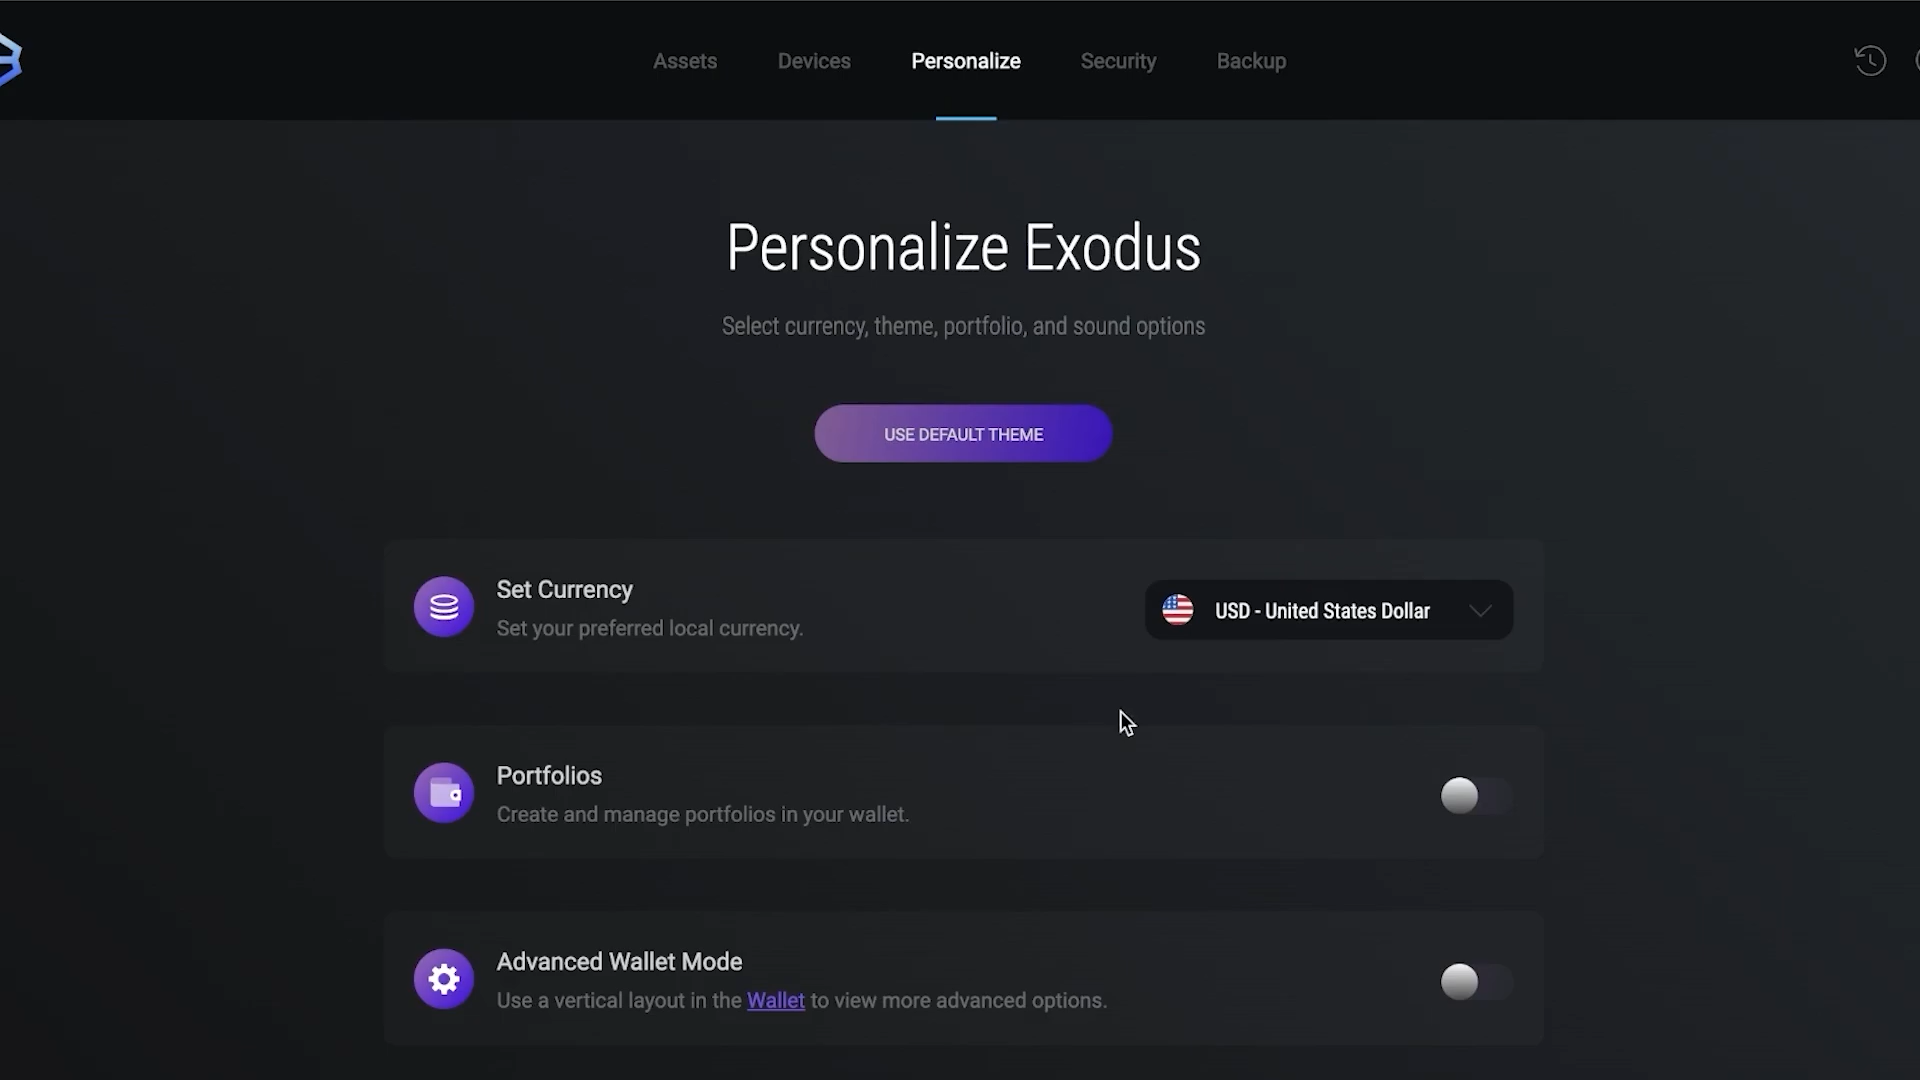 Assets Devices Personalize Security Backup
Personalize Exodus
Select currency, theme, portfolio, and sound options
USE DEFAULT THEME
Set Currency
Set your preferred local currency.
USD - United States Dollar
Portfolios
Create and manage portfolios in your wallet.
Advanced Wallet Mode
Use a vertical layout in the Wallet to view more advanced options.